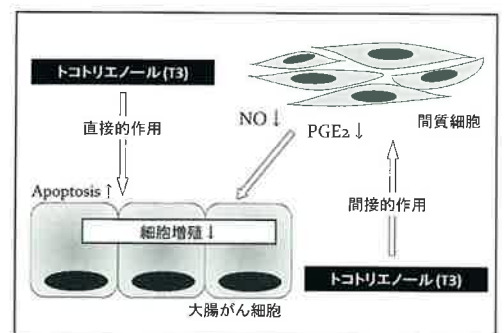 トコトリエノール(T3)
直接的作用
NO ↓
PGE2 ↓
間質細胞
Apoptosis ↑
間接的作用
細胞増殖 ↓
トコトリエノール(T3)
大腸がん細胞